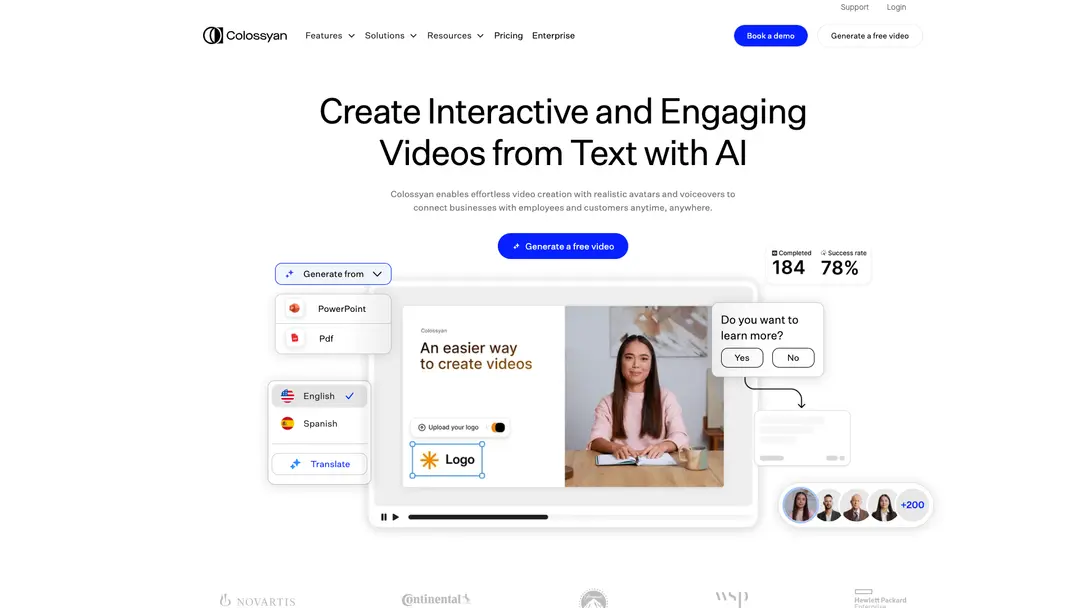 Support Login
Colossyan Features Solutions Resources Pricing Enterprise Book a demo Generate a free video
Create Interactive and Engaging
Videos from Text with AI
Colossyan enables effortless video creation with realistic avatars and voiceovers to
connect businesses with employees and customers anytime, anywhere.
Generate a free video
Completed Success rate
184 78%
Generate from
PowerPoint
Pdf
English
Spanish
Translate
Colossyan
An easier way
to create videos
Upload your logo
Logo
Do you want to
learn more?
Yes No
+200
NOVARTIS Continental wsp Hewlett Packard
Enterprise